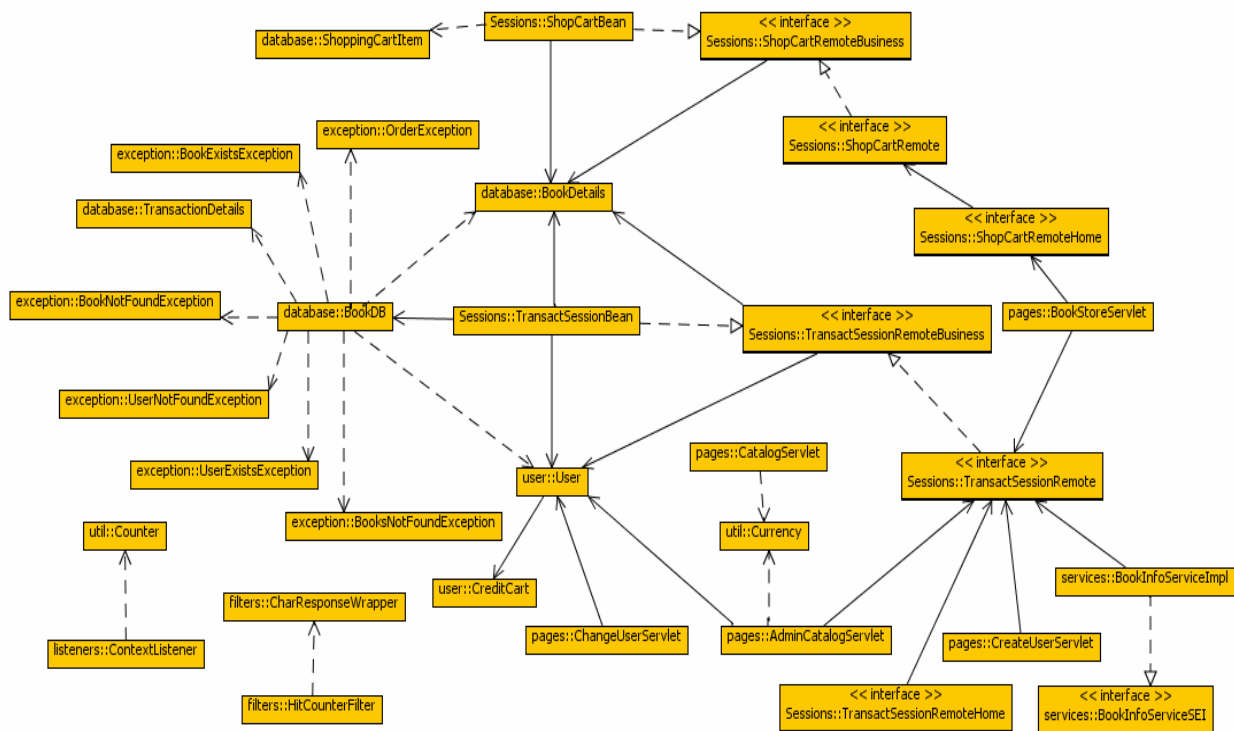 Sessions::ShopCartBean
<< interface >>
Sessions::ShopCartRemoteBusiness
database::ShoppingCartItem
exception::OrderException
<< interface >>
Sessions::ShopCartRemote
exception::BookExistsException
database::BookDetails
database::TransactionDetails
<< interface >>
Sessions::ShopCartRemoteHome
exception::BookNotFoundException
database::BookDB
Sessions::TransactSessionBean
<< interface >>
Sessions::TransactSessionRemoteBusiness
pages::BookStoreServlet
exception::UserNotFoundException
exception::UserExistsException
user::User
pages::CatalogServlet
<< interface >>
Sessions::TransactSessionRemote
exception::BooksNotFoundException
util::Counter
util::Currency
user::CreditCart
services::BookInfoServiceImpl
filters::CharResponseWrapper
listeners::ContextListener
pages::ChangeUserServlet
pages::AdminCatalogServlet
pages::CreateUserServlet
filters::HitCounterFilter
<< interface >>
Sessions::TransactSessionRemoteHome
<< interface >>
services::BookInfoServiceSEI